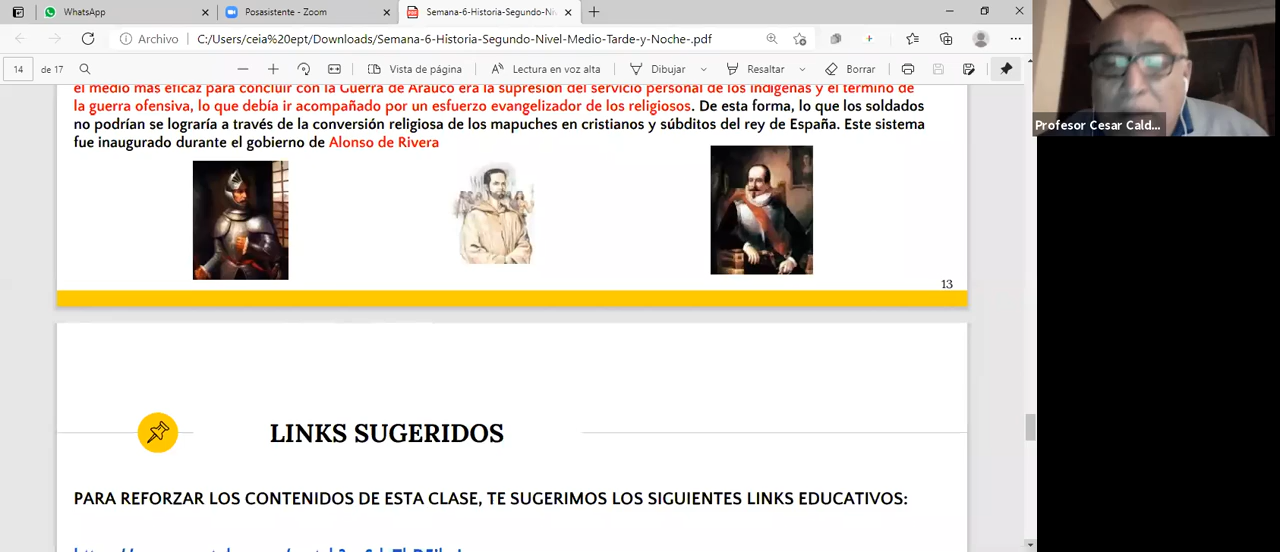 WhatsApp
Posasistente - Zoom
Semana-6-Historia-Segundo-Ni
Archivo
C:/Users/ceia%20ept/Downloads/Semana-6-Historia-Segundo-Nivel-Medio-Tarde-y-Noche-.pdf
14
de 17
Vista de página
Lectura en voz alta
Dibujar
Resaltar
Borrar
el medio más eficaz para concluir con la Guerra de Arauco era la supresión del servicio personal de los indígenas y el término de
la guerra ofensiva, lo que debía ir acompañado por un esfuerzo evangelizador de los religiosos. De esta forma, lo que los soldados
no podrían se lograría a través de la conversión religiosa de los mapuches en cristianos y súbditos del rey de España. Este sistema
fue inaugurado durante el gobierno de Alonso de Rivera
13
LINKS SUGERIDOS
PARA REFORZAR LOS CONTENIDOS DE ESTA CLASE, TE SUGERIMOS LOS SIGUIENTES LINKS EDUCATIVOS:
Profesor Cesar Cald...